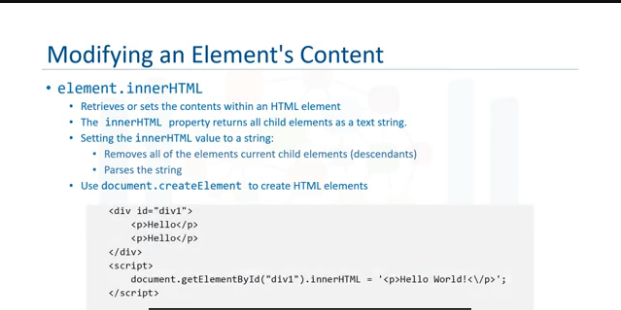 Modifying an Element's Content
• element.innerHTML
• Retrieves or sets the contents within an HTML element
• The innerHTML property returns all child elements as a text string.
• Setting the innerHTML value to a string:
• Removes all of the elements current child elements (descendants)
• Parses the string
• Use document.createElement to create HTML elements
<div id="div1">
<p>Hello</p>
<p>Hello</p>
</div>
<script>
document.getElementById("div1").innerHTML = '<p>Hello World!<\/p>';
</script>